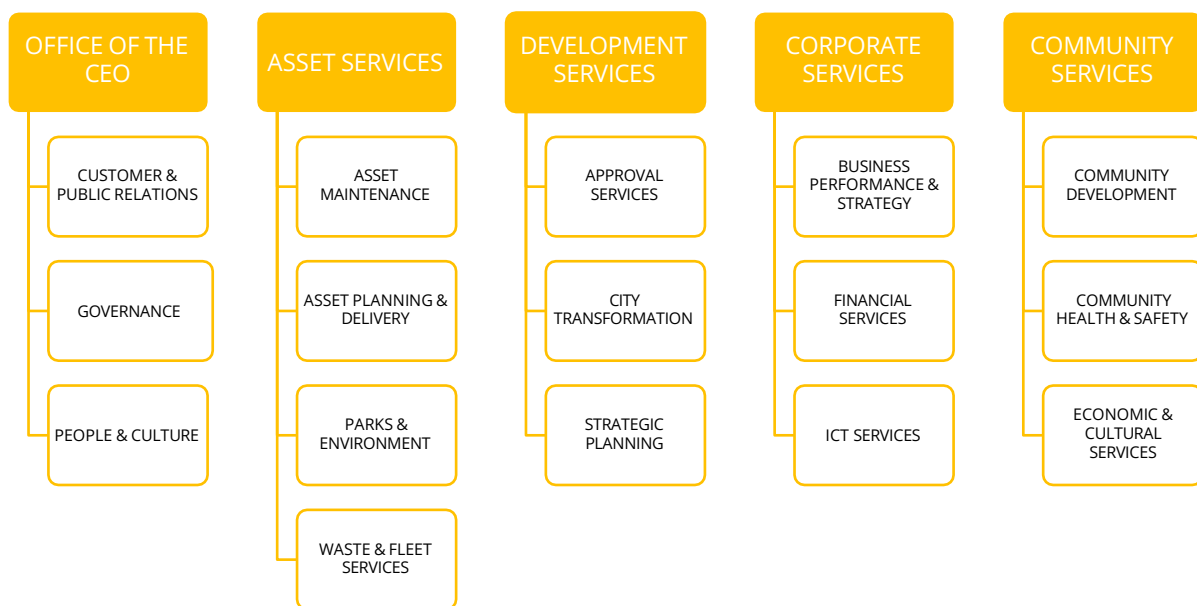 OFFICE OF THE
CEO
CUSTOMER &
PUBLIC RELATIONS
GOVERNANCE
PEOPLE & CULTURE
ASSET SERVICES
ASSET
MAINTENANCE
ASSET PLANNING &
DELIVERY
PARKS &
ENVIRONMENT
WASTE & FLEET
SERVICES
DEVELOPMENT
SERVICES
APPROVAL
SERVICES
CITY
TRANSFORMATION
STRATEGIC
PLANNING
CORPORATE
SERVICES
BUSINESS
PERFORMANCE &
STRATEGY
FINANCIAL
SERVICES
ICT SERVICES
COMMUNITY
SERVICES
COMMUNITY
DEVELOPMENT
COMMUNITY
HEALTH & SAFETY
ECONOMIC &
CULTURAL
SERVICES